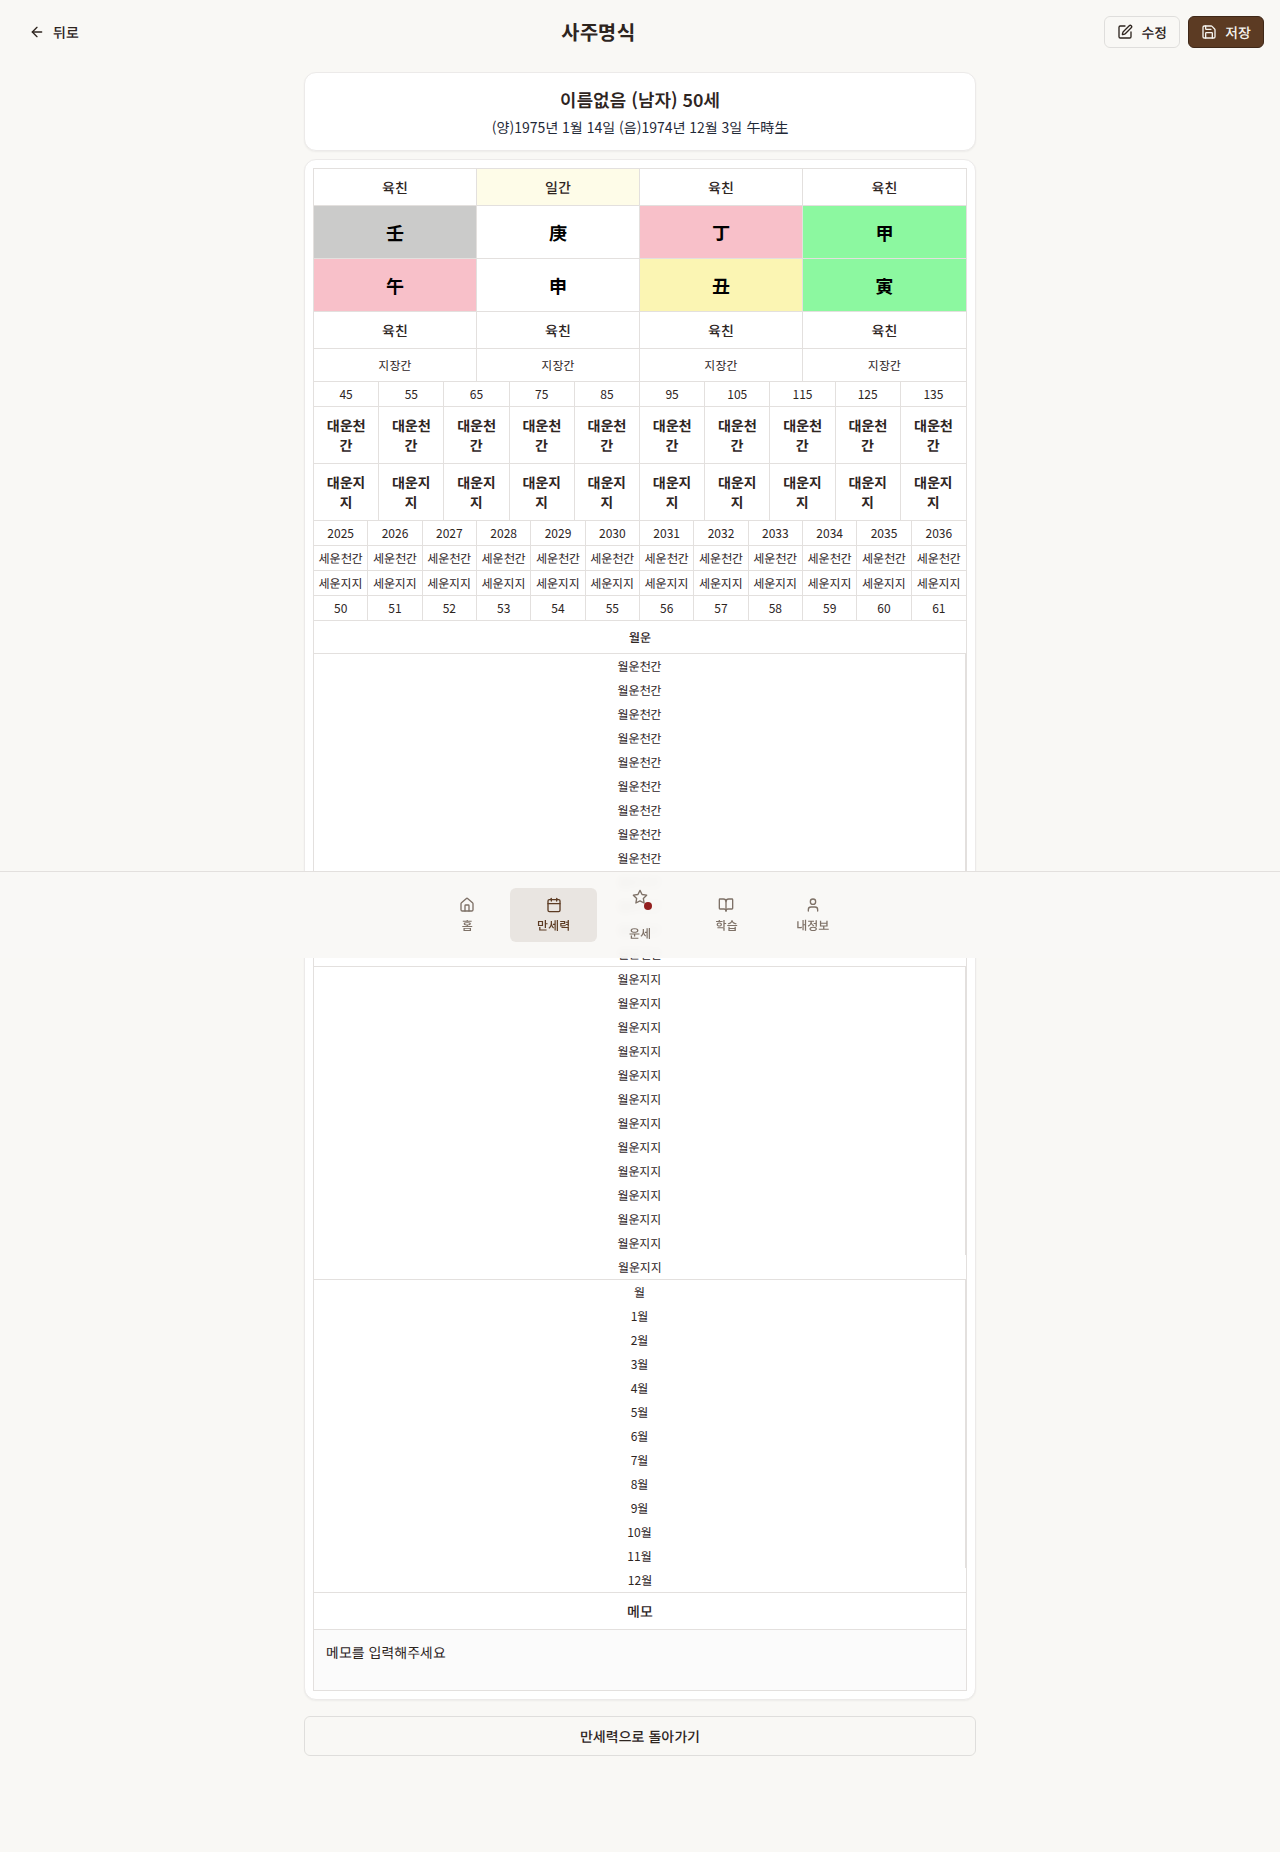 뒤로
사주명식
수정
저장
이름없음 (남자) 50세
(양)1975년 1월 14일 (음)1974년 12월 3일 午時生
육친 일간 육친 육친
壬 庚 丁 甲
午 申 丑 寅
육친 육친 육친 육친
지장간 지장간 지장간 지장간
45 55 65 75 85 95 105 115 125 135
대운천간 대운천간 대운천간 대운천간 대운천간 대운천간 대운천간 대운천간 대운천간 대운천간
대운지지 대운지지 대운지지 대운지지 대운지지 대운지지 대운지지 대운지지 대운지지 대운지지
2025 2026 2027 2028 2029 2030 2031 2032 2033 2034 2035 2036
세운천간 세운천간 세운천간 세운천간 세운천간 세운천간 세운천간 세운천간 세운천간 세운천간 세운천간 세운천간
세운지지 세운지지 세운지지 세운지지 세운지지 세운지지 세운지지 세운지지 세운지지 세운지지 세운지지 세운지지
50 51 52 53 54 55 56 57 58 59 60 61
월운
월운천간
월운천간
월운천간
월운천간
월운천간
월운천간
월운천간
월운천간
월운천간
홈
만세력
운세
학습
내정보
월운지지
월운지지
월운지지
월운지지
월운지지
월운지지
월운지지
월운지지
월운지지
월운지지
월운지지
월운지지
월운지지
월
1월
2월
3월
4월
5월
6월
7월
8월
9월
10월
11월
12월
메모
메모를 입력해주세요
만세력으로 돌아가기